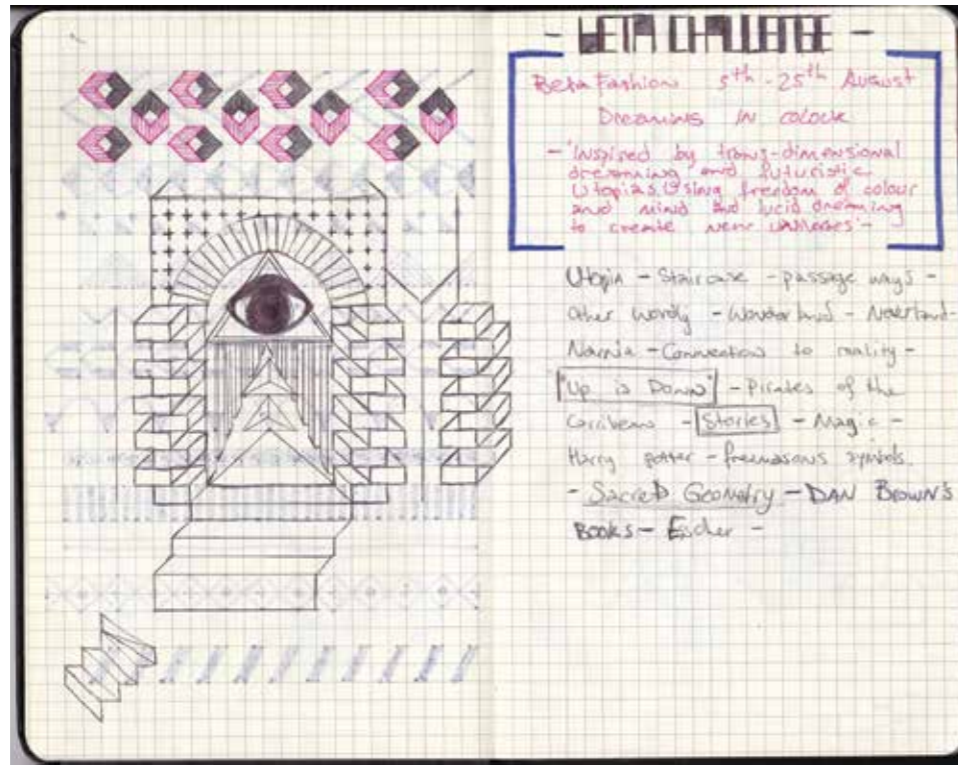 - BETA CHALLENGE -
Beta Fashion 5th - 25th August
Dreaming in colour
- 'Inspired by trans-dimensional
dreaming and futuristic
Utopias. Using freedom of colour
and mind and lucid dreaming
to create new universes' -
Utopia - Staircase - passage ways -
other wordly - Wonderland - Neverland -
Narnia - Connection to reality -
"Up is Down" - Pirates of the
Carribean - Stories - Magic -
Harry potter - freemasons symbols.
- Sacred Geometry - DAN BROWN'S
BOOKS - Escher -